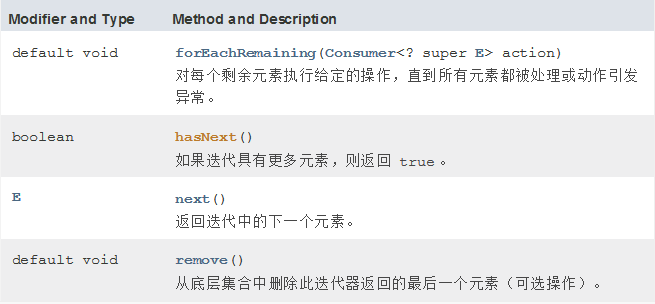 Modifier and Type Method and Description
default void forEachRemaining(Consumer<? super E> action)
对每个剩余元素执行给定的操作，直到所有元素都被处理或动作引发
异常。
boolean hasNext()
如果迭代具有更多元素，则返回 true 。
E next()
返回迭代中的下一个元素。
default void remove()
从底层集合中删除此迭代器返回的最后一个元素（可选操作）。